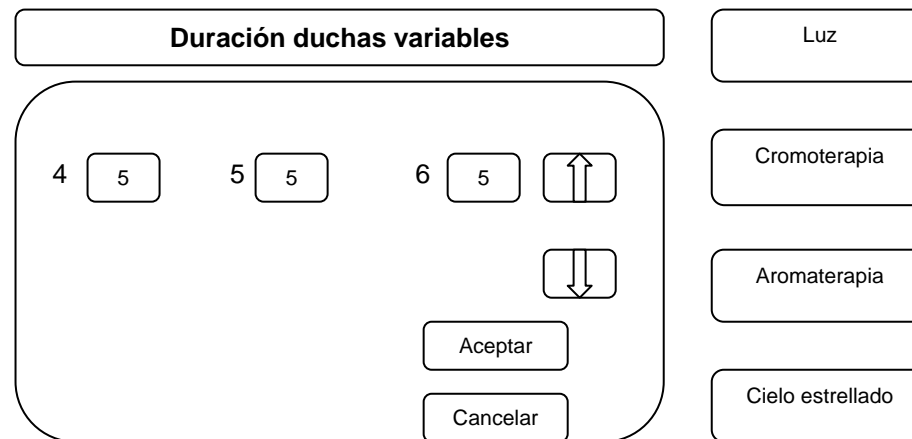 Duración duchas variables
Luz
Cromoterapia
4 5 5 5 6 5
Aromaterapia
Aceptar
Cielo estrellado
Cancelar